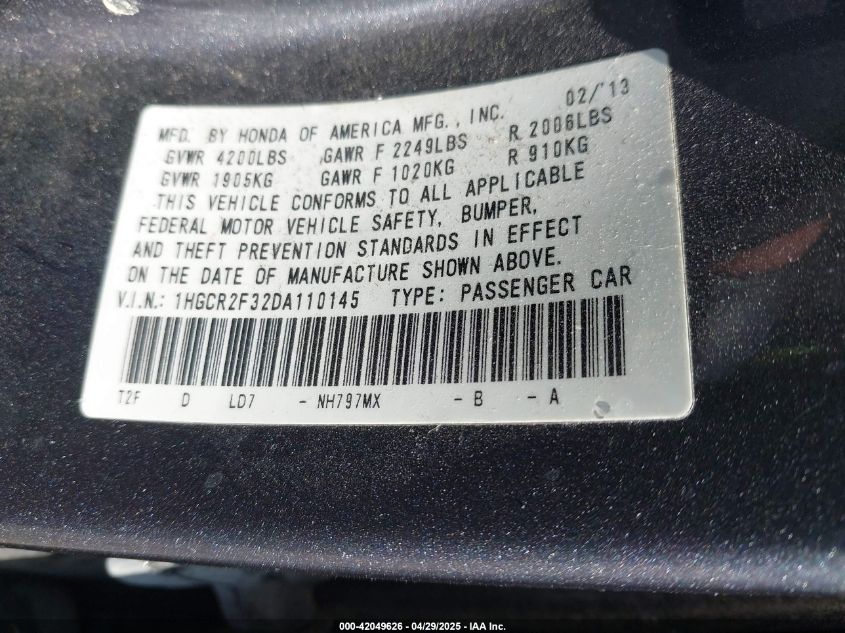 02/'13
MFD. BY HONDA OF AMERICA MFG., INC.
GVWR 4200LBS GAWR F 2249LBS R 2006LBS
GVWR 1905KG GAWR F 1020KG R 910KG
THIS VEHICLE CONFORMS TO ALL APPLICABLE
FEDERAL MOTOR VEHICLE SAFETY, BUMPER,
AND THEFT PREVENTION STANDARDS IN EFFECT
ON THE DATE OF MANUFACTURE SHOWN ABOVE.
V.I.N.: 1HGCR2F32DA110145 TYPE: PASSENGER CAR
T2F D LD7 - NH797MX - B - A
000-42049626 - 04/29/2025 - IAA Inc.